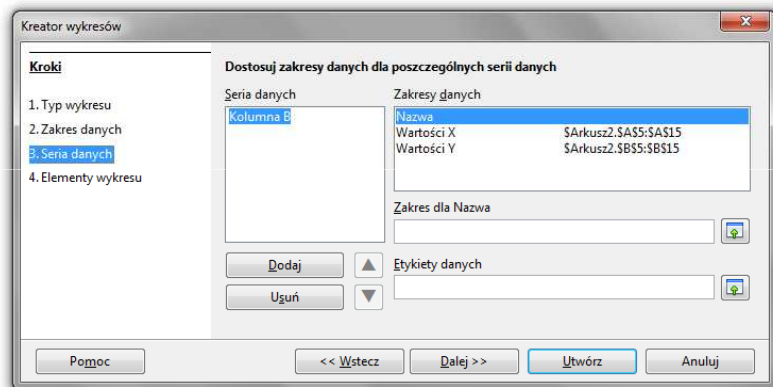 Kreator wykresów
Kroki
1. Typ wykresu
2. Zakres danych
3. Seria danych
4. Elementy wykresu
Dostosuj zakresy danych dla poszczególnych serii danych
Seria danych
Kolumna B
Dodaj
Usuń
Zakresy danych
Nazwa
Wartości X $Arkusz2.$A$5:$A$15
Wartości Y $Arkusz2.$B$5:$B$15
Zakres dla Nazwa
Etykiety danych
Pomoc
<< Wstecz
Dalej >>
Utwórz
Anuluj